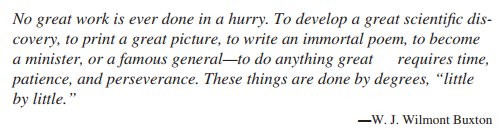 No great work is ever done in a hurry. To develop a great scientific dis-
covery, to print a great picture, to write an immortal poem, to become
a minister, or a famous general—to do anything great requires time,
patience, and perseverance. These things are done by degrees, “little
by little.”
—W. J. Wilmont Buxton